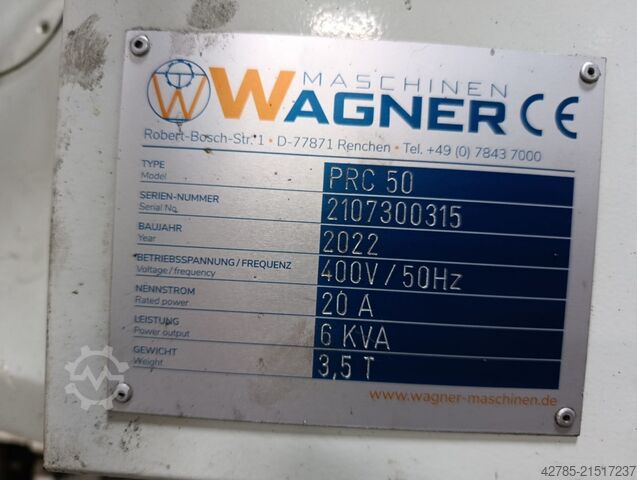 MASCHINEN
W WAGNER CE
Robert-Bosch-Str. 1 • D-77871 Renchen • Tel. +49 (0) 7843 7000
TYPE PRC 50
Model
SERIEN-NUMMER 2107300315
Serial No.
BAUJAHR 2022
Year
BETRIEBSSPANNUNG / FREQUENZ 400V/50Hz
Voltage / frequency
NENNSTROM 20 A
Rated power
LEISTUNG 6 KVA
Power output
GEWICHT 3,5 T
Weight
www.wagner-maschinen.de
42785-21517237